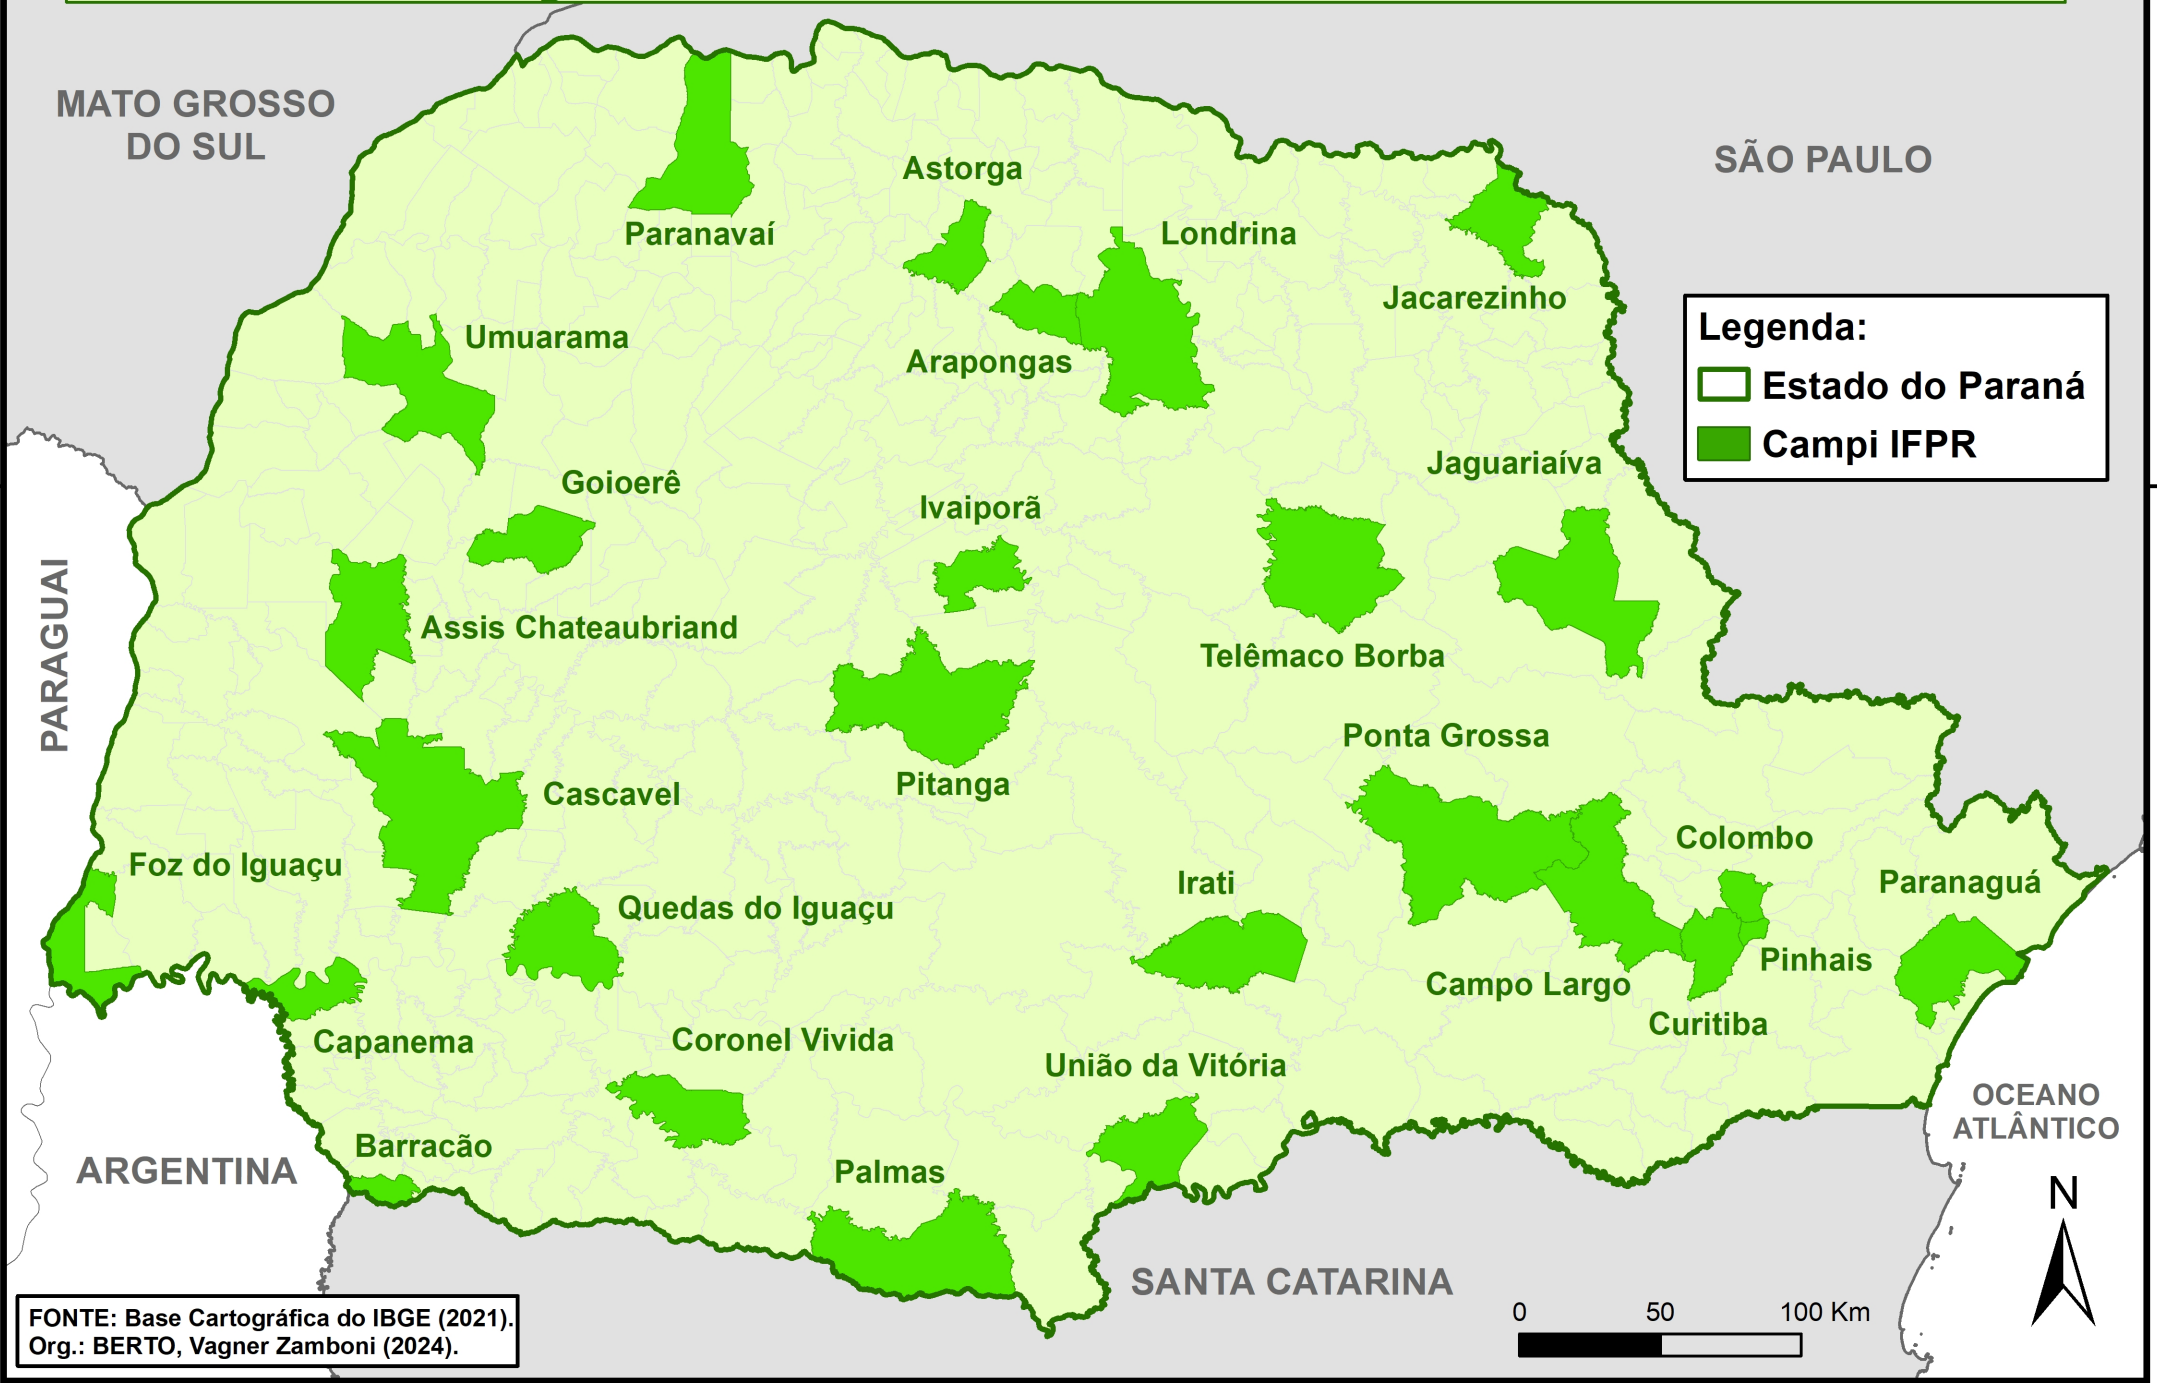 MATO GROSSO
DO SUL
SÃO PAULO
Astorga
Paranavaí
Londrina
Jacarezinho
Umuarama
Arapongas
Legenda:
Estado do Paraná
Campi IFPR
Goioerê
Ivaiporã
Jaguariaíva
PARAGUAI
Assis Chateaubriand
Telêmaco Borba
Ponta Grossa
Pitanga
Cascavel
Colombo
Foz do Iguaçu
Irati
Paranaguá
Quedas do Iguaçu
Pinhais
Campo Largo
Curitiba
Capanema
Coronel Vivida
União da Vitória
OCEANO
ATLÂNTICO
Barracão
ARGENTINA
Palmas
N
SANTA CATARINA
0 50 100 Km
FONTE: Base Cartográfica do IBGE (2021).
Org.: BERTO, Vagner Zamboni (2024).